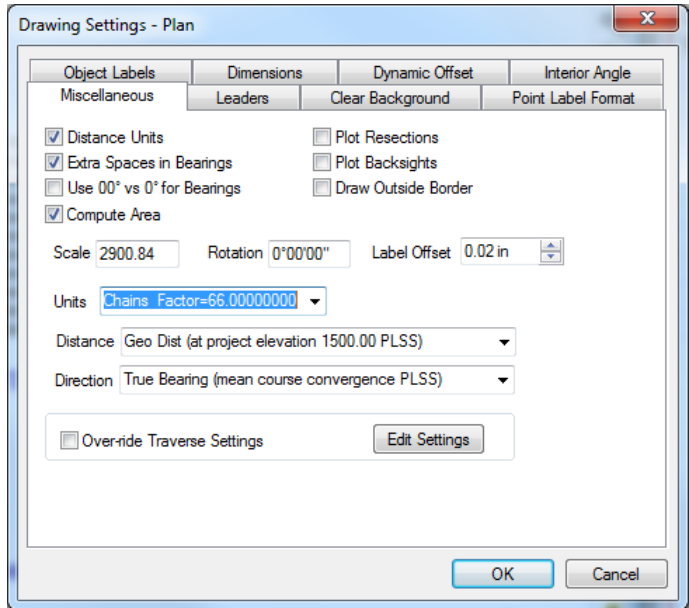 Drawing Settings - Plan
Object Labels Dimensions Dynamic Offset Interior Angle
Miscellaneous Leaders Clear Background Point Label Format
Distance Units Plot Resections
Extra Spaces in Bearings Plot Backsights
Use 00° vs 0° for Bearings Draw Outside Border
Compute Area
Scale 2900.84 Rotation 0°00'00" Label Offset 0.02 in
Units Chains Factor=66.00000000
Distance Geo Dist (at project elevation 1500.00 PLSS)
Direction True Bearing (mean course convergence PLSS)
Over-ride Traverse Settings Edit Settings
OK Cancel